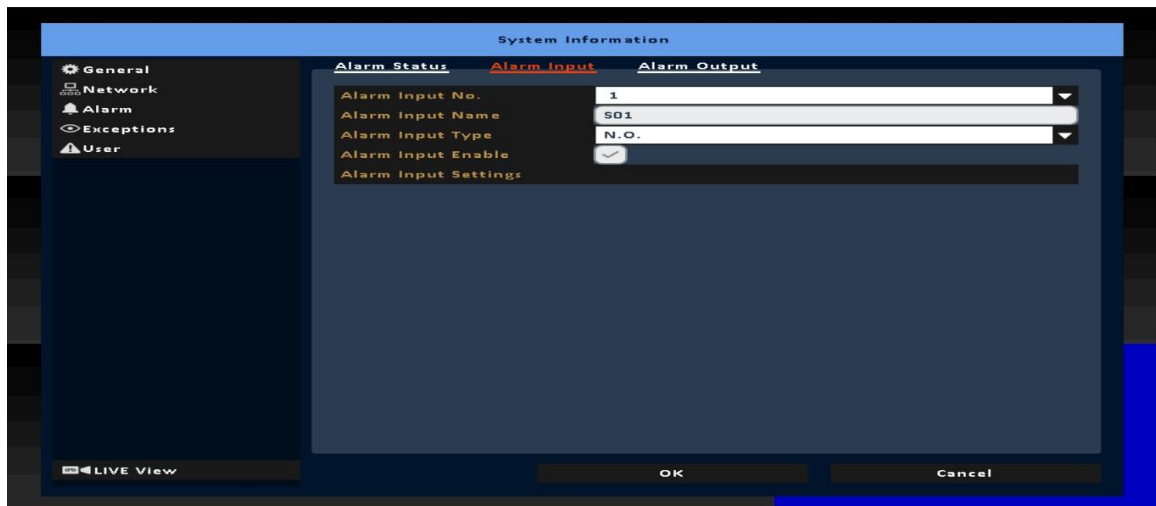 System Information
General
Network
Alarm
Exceptions
User
Alarm Status Alarm Input Alarm Output
Alarm Input No. 1
Alarm Input Name S01
Alarm Input Type N.O.
Alarm Input Enable
Alarm Input Settings
LIVE View
OK
Cancel